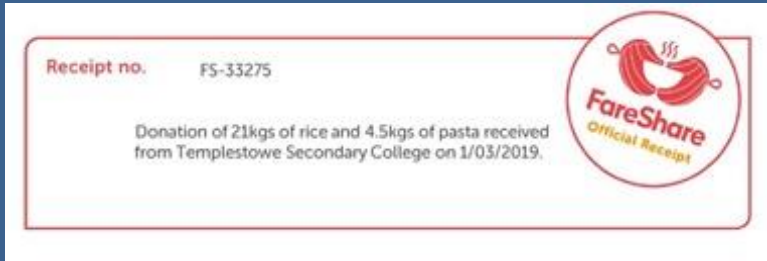 Receipt no. FS-33275
Donation of 21kgs of rice and 4.5kgs of pasta received
from Templestowe Secondary College on 1/03/2019.
FareShare
Official Receipt